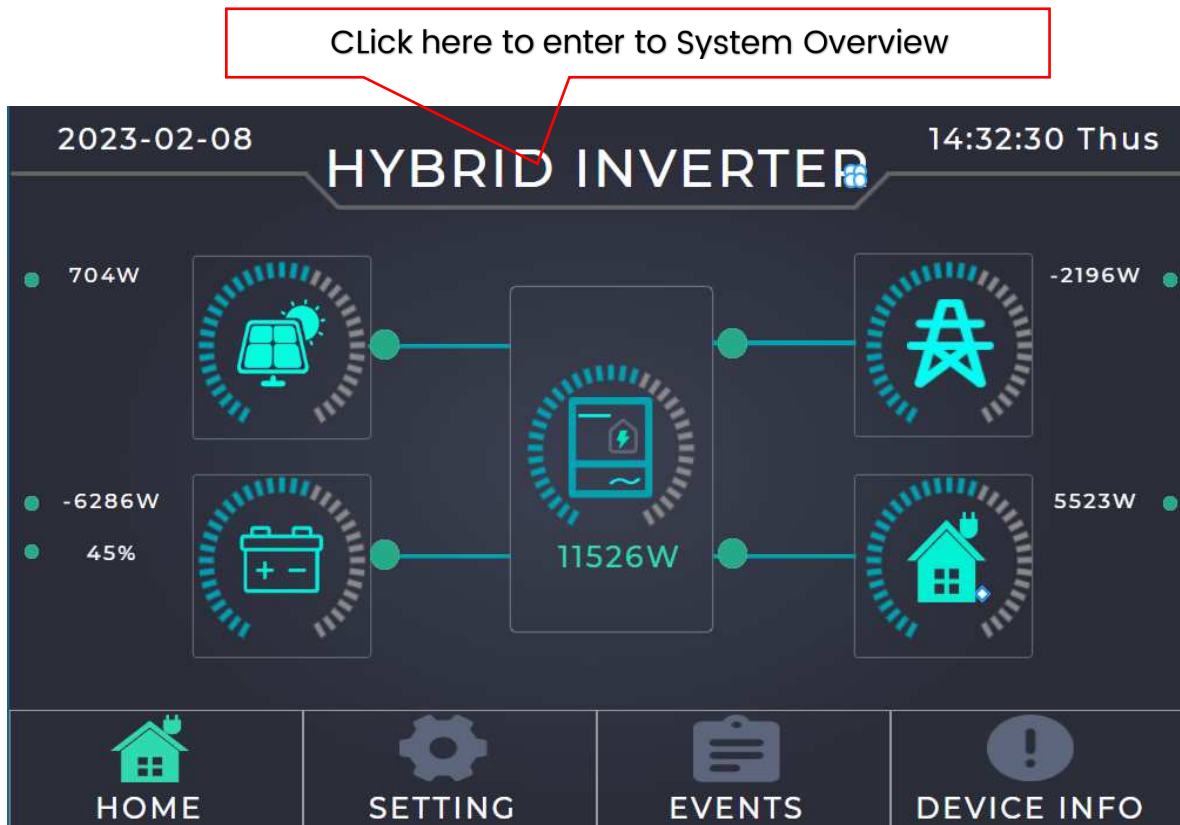 CLick here to enter to System Overview
2023-02-08
HYBRID INVERTER
14:32:30 Thus
704W
-2196W
-6286W
45%
11526W
5523W
HOME
SETTING
EVENTS
DEVICE INFO